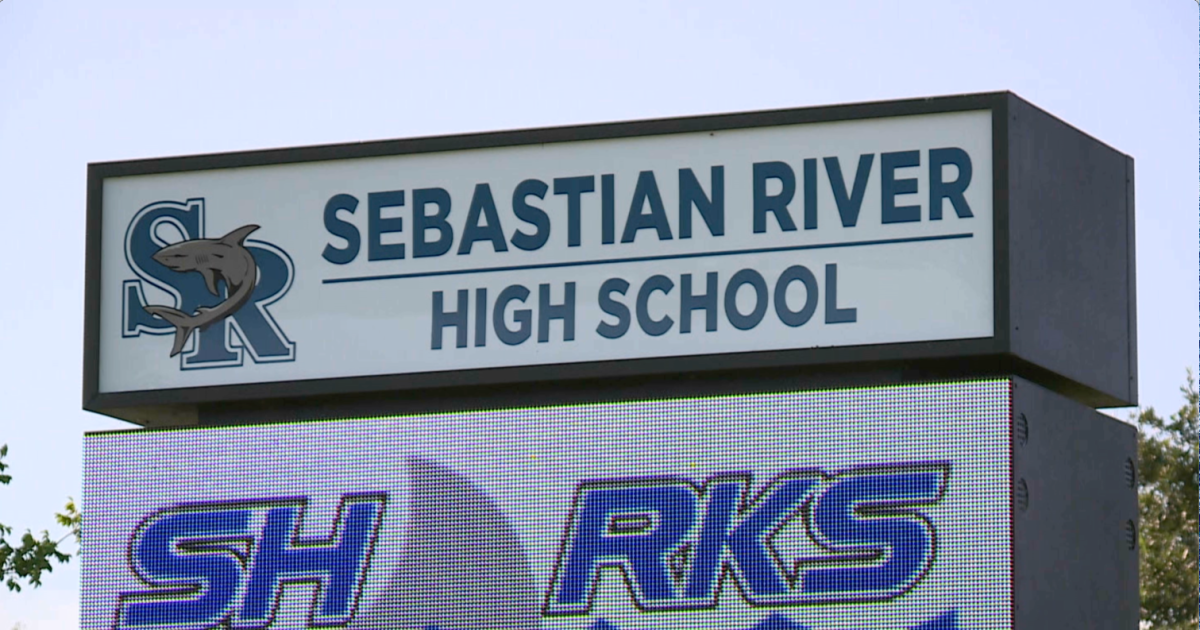 SR
SEBASTIAN RIVER
HIGH SCHOOL
SH RKS